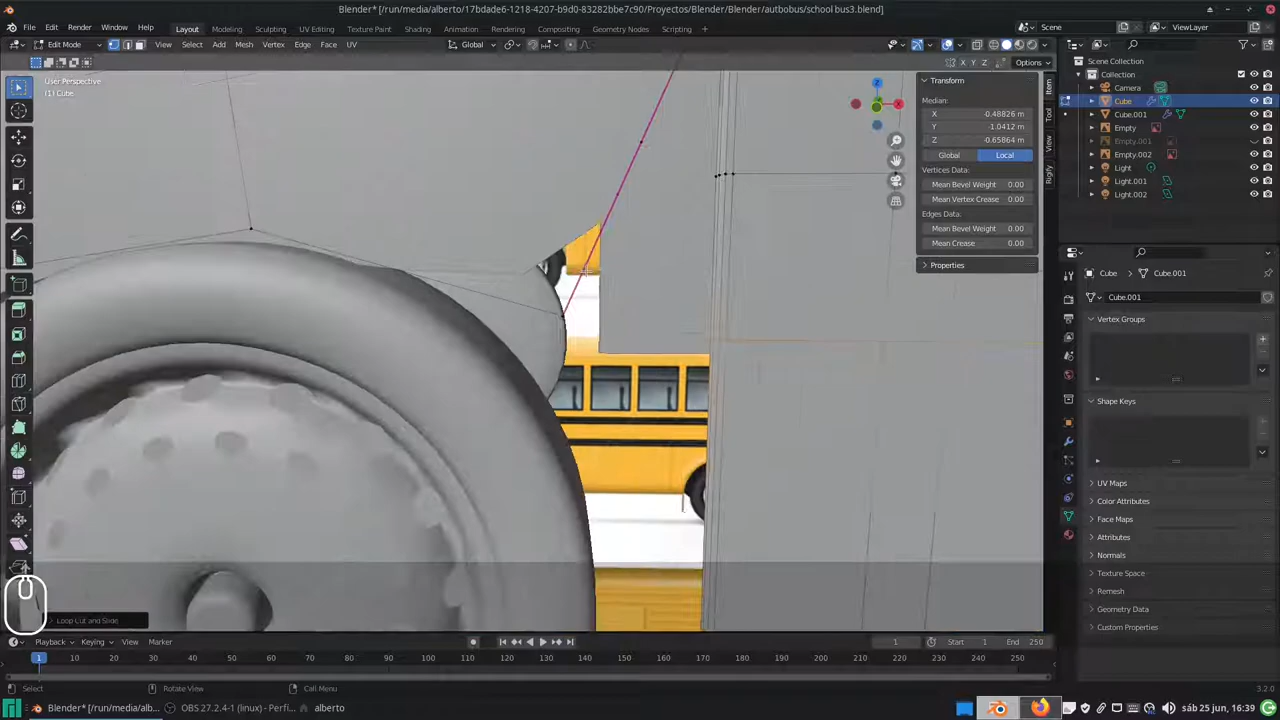 Blender* [/run/media/alberto/17bdade6-1218-4207-b9d0-83282bbe7c90/Proyectos/Blender/Blender/autbobus/school bus3.blend]
File Edit Render Window Help Layout Modeling Sculpting UV Editing Texture Paint Shading Animation Rendering Compositing Geometry Nodes Scripting Scene ViewLayer
Edit Mode View Select Add Mesh Vertex Edge Face UV Global
X Y Z Options
User Perspective
(1) Cube
Transform
Median:
X -0.48826 m
Y -1.0412 m
Z -0.65864 m
Global Local
Vertices Data:
Mean Bevel Weight 0.00
Mean Vertex Crease 0.00
Edges Data:
Mean Bevel Weight 0.00
Mean Crease 0.00
Properties
Item
Tool
View
Rigify
Z
Scene Collection
Collection
Camera
Cube
Cube.001
Empty
Empty.001
Empty.002
Light
Light.001
Light.002
Cube Cube.001
Cube.001
Vertex Groups
Shape Keys
UV Maps
Color Attributes
Face Maps
Attributes
Normals
Texture Space
Remesh
Geometry Data
Custom Properties
Loop Cut and Slide
Playback Keying View Marker 1 Start 1 End 250
1 10 20 30 40 50 60 70 80 90 100 110 120 130 140 150 160 170 180 190 200 210 220 230 240 250
Select Rotate View Call Menu 3.2.0
Blender* [/run/media/alb... OBS 27.2.4-1 (linux) - Perfi... alberto sáb 25 jun, 16:39